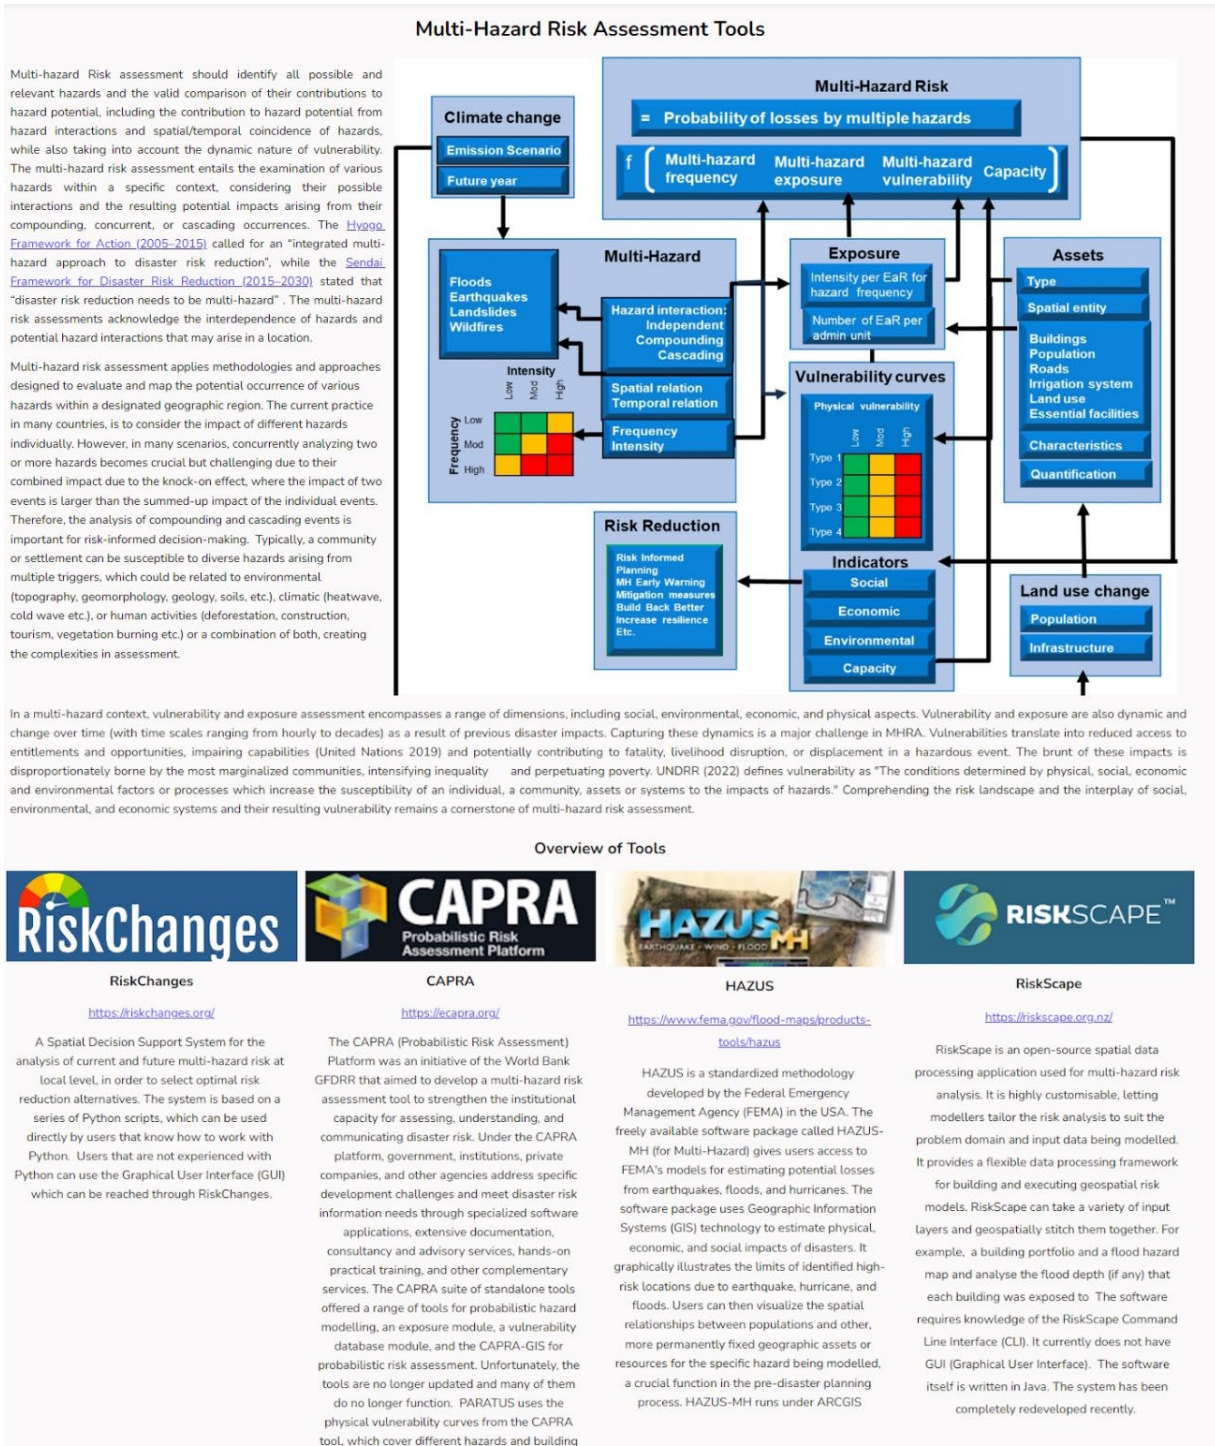 Multi-Hazard Risk Assessment Tools
Multi-hazard Risk assessment should identify all possible and
relevant hazards and the valid comparison of their contributions to
hazard potential, including the contribution to hazard potential from
hazard interactions and spatial/temporal coincidence of hazards,
while also taking into account the dynamic nature of vulnerability.
The multi-hazard risk assessment entails the examination of various
hazards within a specific context, considering their possible
interactions and the resulting potential impacts arising from their
compounding, concurrent, or cascading occurrences. The Hyogo
Framework for Action (2005–2015) called for an “integrated multi-
hazard approach to disaster risk reduction”, while the Sendai
Framework for Disaster Risk Reduction (2015–2030) stated that
“disaster risk reduction needs to be multi-hazard” . The multi-hazard
risk assessments acknowledge the interdependence of hazards and
potential hazard interactions that may arise in a location.
Multi-hazard risk assessment applies methodologies and approaches
designed to evaluate and map the potential occurrence of various
hazards within a designated geographic region. The current practice
in many countries, is to consider the impact of different hazards
individually. However, in many scenarios, concurrently analyzing two
or more hazards becomes crucial but challenging due to their
combined impact due to the knock-on effect, where the impact of two
events is larger than the summed-up impact of the individual events.
Therefore, the analysis of compounding and cascading events is
important for risk-informed decision-making. Typically, a community
or settlement can be susceptible to diverse hazards arising from
multiple triggers, which could be related to environmental
(topography, geomorphology, geology, soils, etc.), climatic (heatwave,
cold wave etc.), or human activities (deforestation, construction,
tourism, vegetation burning etc.) or a combination of both, creating
the complexities in assessment.
Climate change
Emission Scenario
Future year
Multi-Hazard Risk
= Probability of losses by multiple hazards
f ( Multi-hazard frequency Multi-hazard exposure Multi-hazard vulnerability Capacity )
Multi-Hazard
Floods
Earthquakes
Landslides
Wildfires
Hazard interaction:
Independent
Compounding
Cascading
Spatial relation
Temporal relation
Frequency
Intensity
Intensity
Low Mod High
Frequency
Low
Mod
High
Exposure
Intensity per EaR for
hazard frequency
Number of EaR per
admin unit
Vulnerability curves
Physical vulnerability
Low Mod High
Type 1
Type 2
Type 3
Type 4
Indicators
Social
Economic
Environmental
Capacity
Assets
Type
Spatial entity
Buildings
Population
Roads
Irrigation system
Land use
Essential facilities
Characteristics
Quantification
Risk Reduction
Risk Informed
Planning
MH Early Warning
Mitigation measures
Build Back Better
Increase resilience
Etc.
Land use change
Population
Infrastructure
In a multi-hazard context, vulnerability and exposure assessment encompasses a range of dimensions, including social, environmental, economic, and physical aspects. Vulnerability and exposure are also dynamic and
change over time (with time scales ranging from hourly to decades) as a result of previous disaster impacts. Capturing these dynamics is a major challenge in MHRA. Vulnerabilities translate into reduced access to
entitlements and opportunities, impairing capabilities (United Nations 2019) and potentially contributing to fatality, livelihood disruption, or displacement in a hazardous event. The brunt of these impacts is
disproportionately borne by the most marginalized communities, intensifying inequality and perpetuating poverty. UNDRR (2022) defines vulnerability as "The conditions determined by physical, social, economic
and environmental factors or processes which increase the susceptibility of an individual, a community, assets or systems to the impacts of hazards." Comprehending the risk landscape and the interplay of social,
environmental, and economic systems and their resulting vulnerability remains a cornerstone of multi-hazard risk assessment.
Overview of Tools
RiskChanges
RiskChanges
https://riskchanges.org/
A Spatial Decision Support System for the
analysis of current and future multi-hazard risk at
local level, in order to select optimal risk
reduction alternatives. The system is based on a
series of Python scripts, which can be used
directly by users that know how to work with
Python. Users that are not experienced with
Python can use the Graphical User Interface (GUI)
which can be reached through RiskChanges.
CAPRA
Probabilistic Risk
Assessment Platform
CAPRA
https://ecapra.org/
The CAPRA (Probabilistic Risk Assessment)
Platform was an initiative of the World Bank
GFDRR that aimed to develop a multi-hazard risk
assessment tool to strengthen the institutional
capacity for assessing, understanding, and
communicating disaster risk. Under the CAPRA
platform, government, institutions, private
companies, and other agencies address specific
development challenges and meet disaster risk
information needs through specialized software
applications, extensive documentation,
consultancy and advisory services, hands-on
practical training, and other complementary
services. The CAPRA suite of standalone tools
offered a range of tools for probabilistic hazard
modelling, an exposure module, a vulnerability
database module, and the CAPRA-GIS for
probabilistic risk assessment. Unfortunately, the
tools are no longer updated and many of them
do no longer function. PARATUS uses the
physical vulnerability curves from the CAPRA
tool, which cover different hazards and building
HAZUS MH
EARTHQUAKE · WIND · FLOOD
HAZUS
https://www.fema.gov/flood-maps/products-
tools/hazus
HAZUS is a standardized methodology
developed by the Federal Emergency
Management Agency (FEMA) in the USA. The
freely available software package called HAZUS-
MH (for Multi-Hazard) gives users access to
FEMA's models for estimating potential losses
from earthquakes, floods, and hurricanes. The
software package uses Geographic Information
Systems (GIS) technology to estimate physical,
economic, and social impacts of disasters. It
graphically illustrates the limits of identified high-
risk locations due to earthquake, hurricane, and
floods. Users can then visualize the spatial
relationships between populations and other,
more permanently fixed geographic assets or
resources for the specific hazard being modelled,
a crucial function in the pre-disaster planning
process. HAZUS-MH runs under ARCGIS
RISKSCAPE™
RiskScape
https://riskscape.org.nz/
RiskScape is an open-source spatial data
processing application used for multi-hazard risk
analysis. It is highly customisable, letting
modellers tailor the risk analysis to suit the
problem domain and input data being modelled.
It provides a flexible data processing framework
for building and executing geospatial risk
models. RiskScape can take a variety of input
layers and geospatially stitch them together. For
example, a building portfolio and a flood hazard
map and analyse the flood depth (if any) that
each building was exposed to The software
requires knowledge of the RiskScape Command
Line Interface (CLI). It currently does not have
GUI (Graphical User Interface). The software
itself is written in Java. The system has been
completely redeveloped recently.